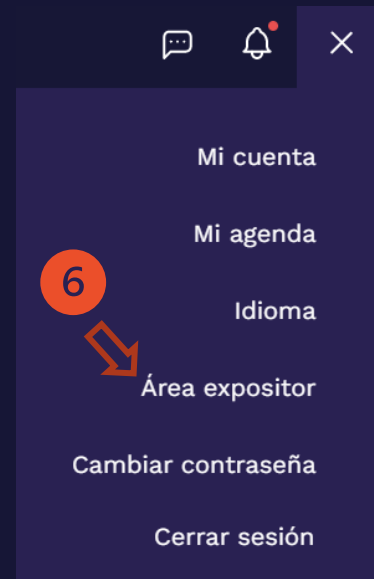 Mi cuenta
Mi agenda
6
Idioma
Área expositor
Cambiar contraseña
Cerrar sesión